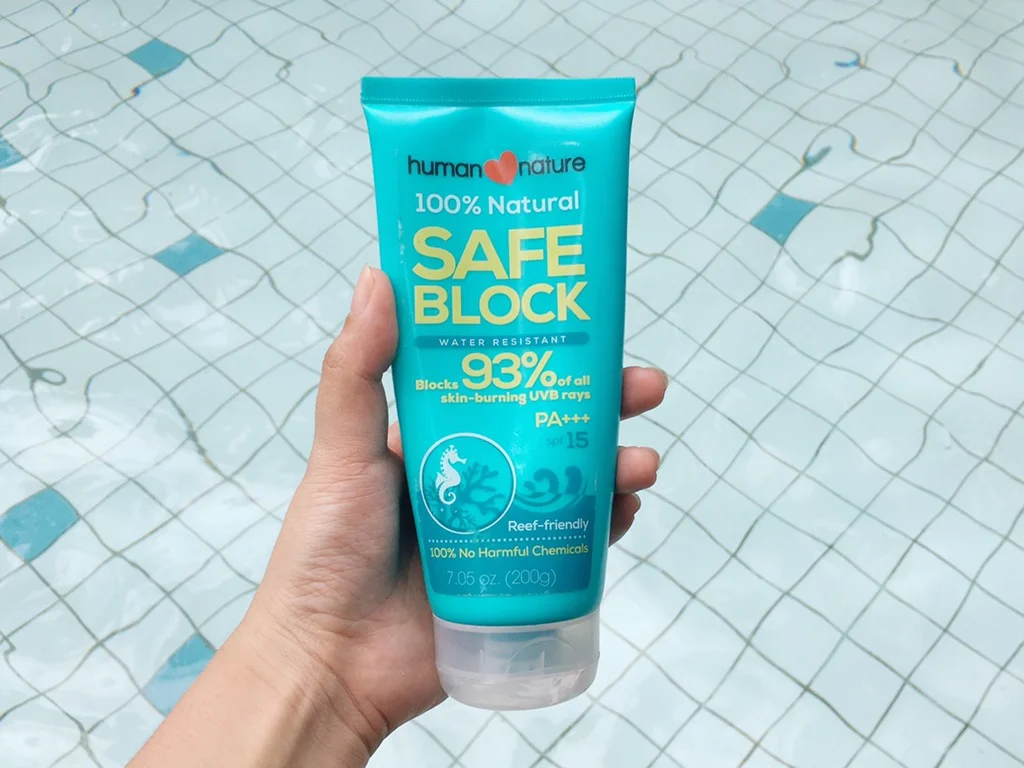 human nature
100% Natural
SAFE
BLOCK
WATER RESISTANT
Blocks 93% of all
skin-burning UVB rays
PA+++
spf 15
Reef-friendly
100% No Harmful Chemicals
7.05 oz. (200g)